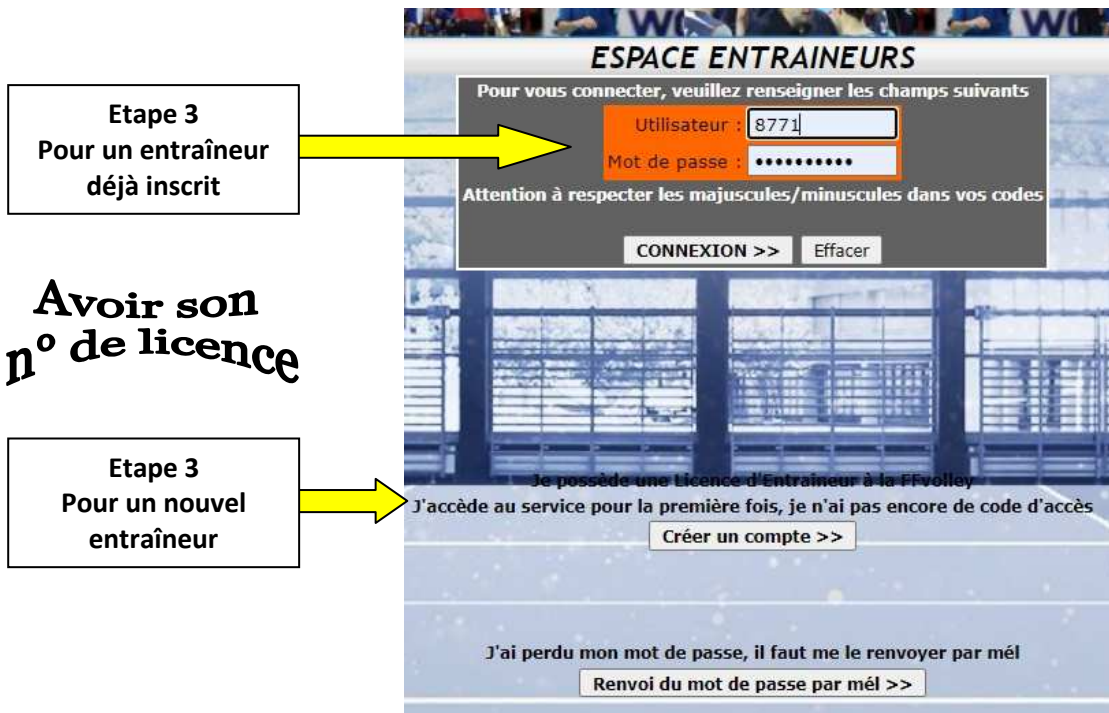 WO
WO
ESPACE ENTRAINEURS
Pour vous connecter, veuillez renseigner les champs suivants
Etape 3
Pour un entraîneur
déjà inscrit
Utilisateur : 8771
Mot de passe : ••••••••••
Attention à respecter les majuscules/minuscules dans vos codes
CONNEXION >> Effacer
Avoir son
n° de licence
Etape 3
Pour un nouvel
entraîneur
Je possède une Licence d'Entraineur à la FFvolley
J'accède au service pour la première fois, je n'ai pas encore de code d'accès
Créer un compte >>
J'ai perdu mon mot de passe, il faut me le renvoyer par mél
Renvoi du mot de passe par mél >>